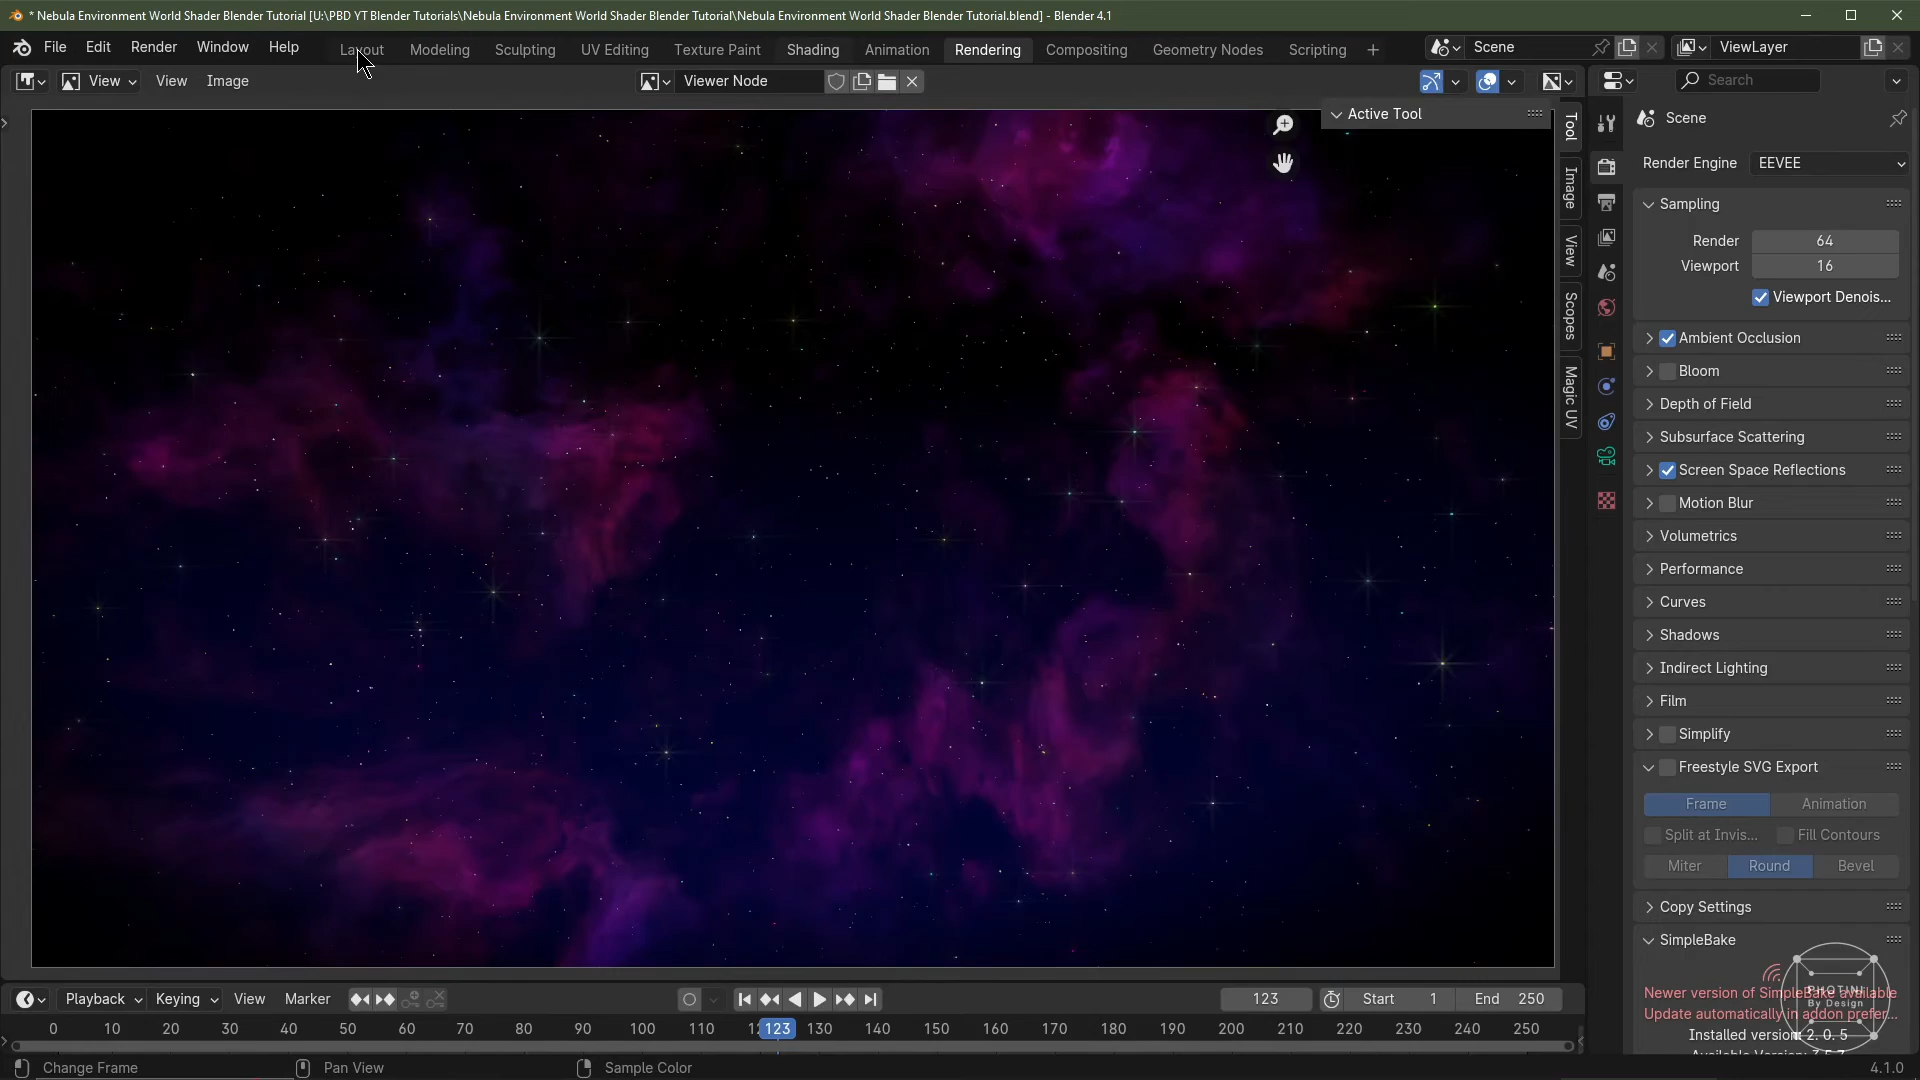 * Nebula Environment World Shader Blender Tutorial [U:\PBD YT Blender Tutorials\Nebula Environment World Shader Blender Tutorial\Nebula Environment World Shader Blender Tutorial.blend] - Blender 4.1
File Edit Render Window Help Layout Modeling Sculpting UV Editing Texture Paint Shading Animation Rendering Compositing Geometry Nodes Scripting + Scene ViewLayer
View View Image Viewer Node Search
Active Tool
Tool
Image
View
Scopes
Magic UV
Scene
Render Engine EEVEE
Sampling
Render 64
Viewport 16
Viewport Denois...
Ambient Occlusion
Bloom
Depth of Field
Subsurface Scattering
Screen Space Reflections
Motion Blur
Volumetrics
Performance
Curves
Shadows
Indirect Lighting
Film
Simplify
Freestyle SVG Export
Frame Animation
Split at Invis... Fill Contours
Miter Round Bevel
Copy Settings
SimpleBake
Newer version of SimpleBake available
Update automatically in addon prefer...
Installed version: 2. 0. 5
PHOTINI
By Design
Playback Keying View Marker 123 Start 1 End 250
0 10 20 30 40 50 60 70 80 90 100 110 123 130 140 150 160 170 180 190 200 210 220 230 240 250
Change Frame Pan View Sample Color 4.1.0